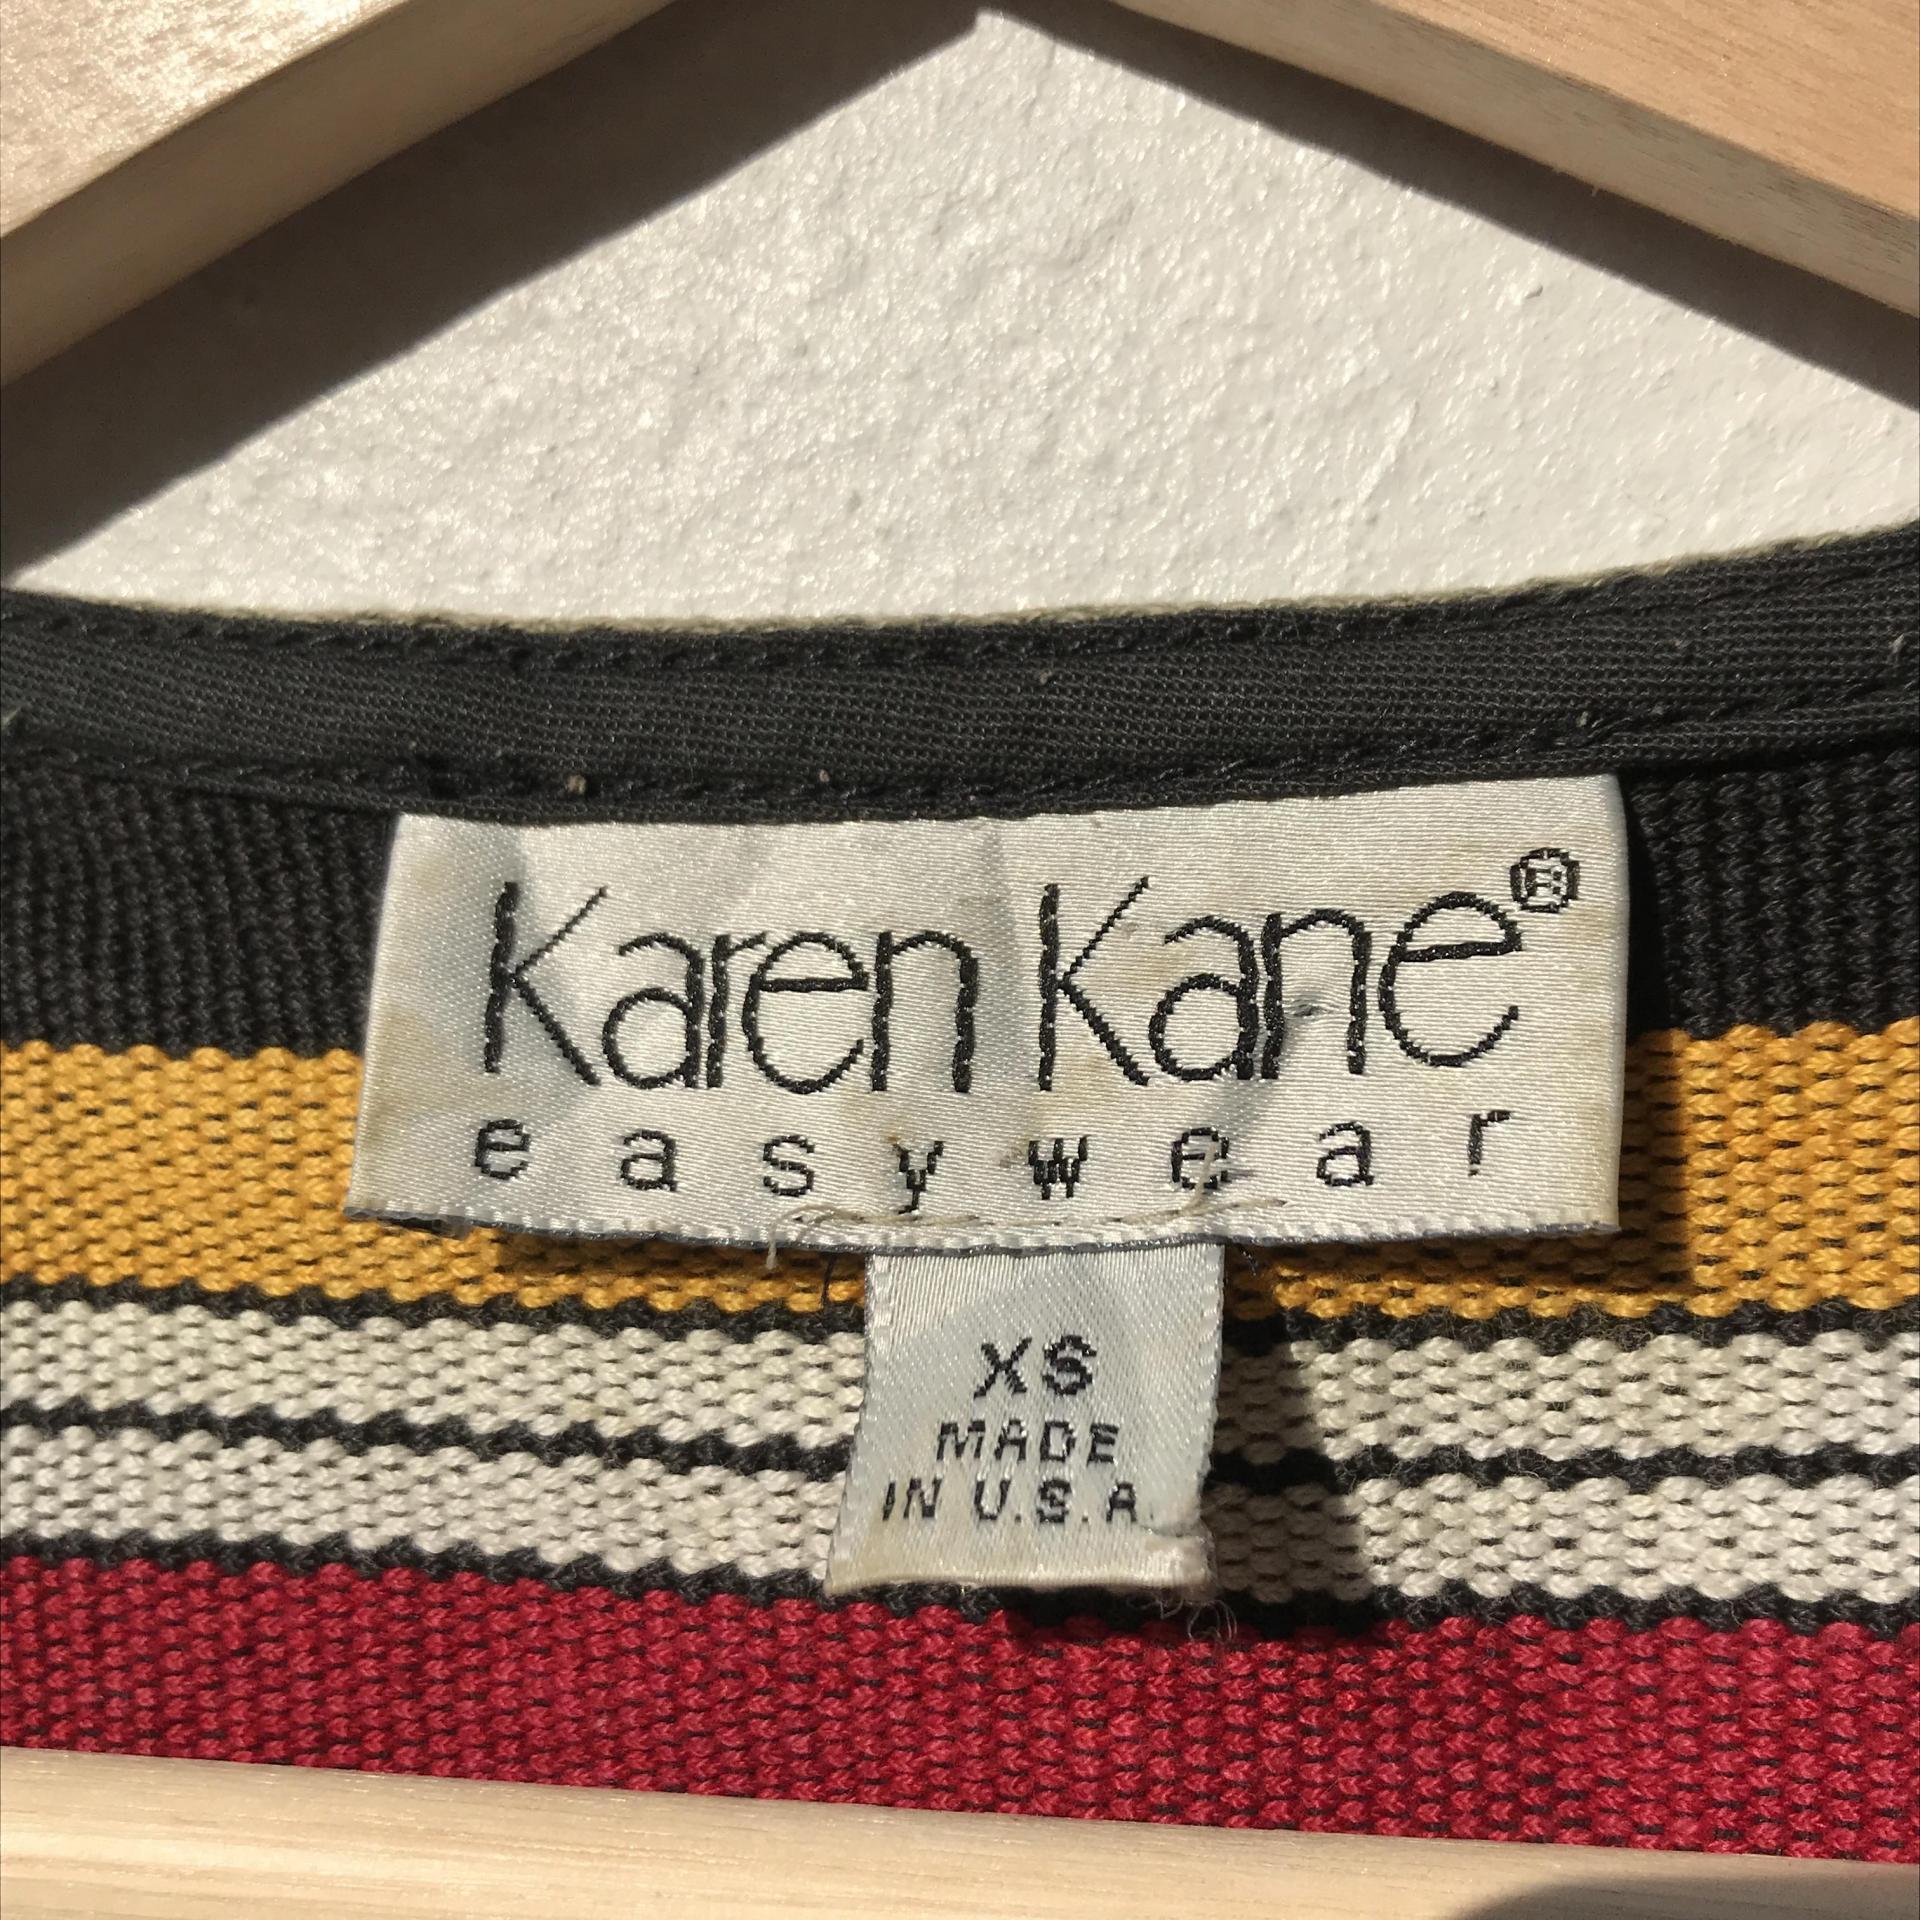 Karen Kane®
easywear
XS
MADE
IN U.S.A.